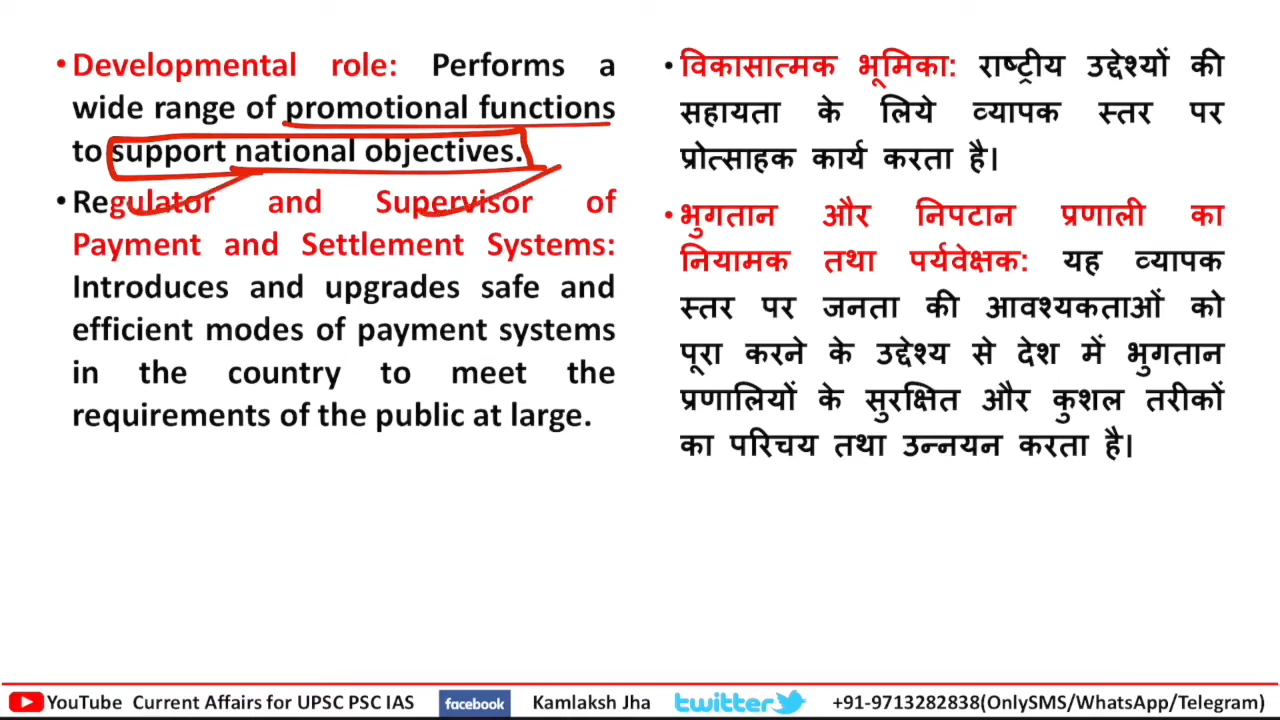 •Developmental role: Performs a
wide range of promotional functions
to support national objectives.
•Regulator and Supervisor of
Payment and Settlement Systems:
Introduces and upgrades safe and
efficient modes of payment systems
in the country to meet the
requirements of the public at large.
•विकासात्मक भूमिका: राष्ट्रीय उद्देश्यों की
सहायता के लिये व्यापक स्तर पर
प्रोत्साहक कार्य करता है।
•भुगतान और निपटान प्रणाली का
नियामक तथा पर्यवेक्षक: यह व्यापक
स्तर पर जनता की आवश्यकताओं को
पूरा करने के उद्देश्य से देश में भुगतान
प्रणालियों के सुरक्षित और कुशल तरीकों
का परिचय तथा उन्नयन करता है।
YouTube Current Affairs for UPSC PSC IAS facebook Kamlaksh Jha twitter +91-9713282838(OnlySMS/WhatsApp/Telegram)